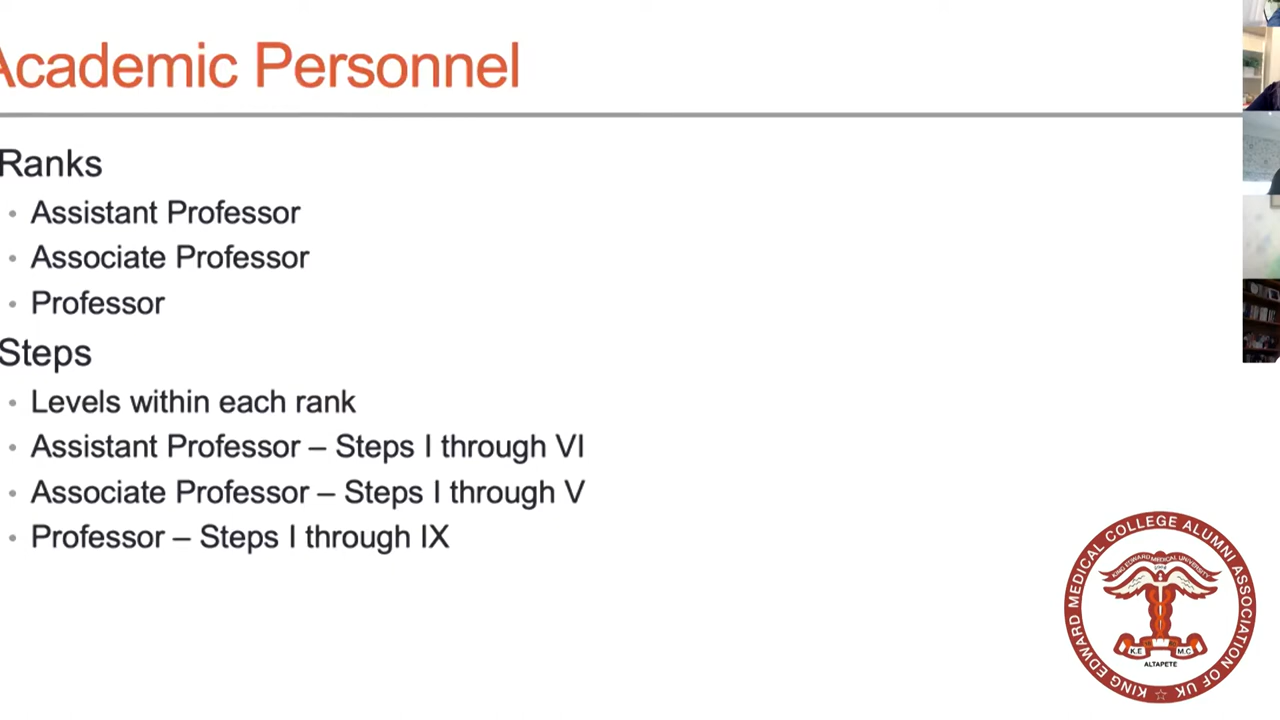 Academic Personnel
Ranks
• Assistant Professor
• Associate Professor
• Professor
Steps
• Levels within each rank
• Assistant Professor – Steps I through VI
• Associate Professor – Steps I through V
• Professor – Steps I through IX
KING EDWARD MEDICAL COLLEGE ALUMNI ASSOCIATION OF UK
KING EDWARD MEDICAL UNIVERSITY
K.E M.C
ALTAPETE